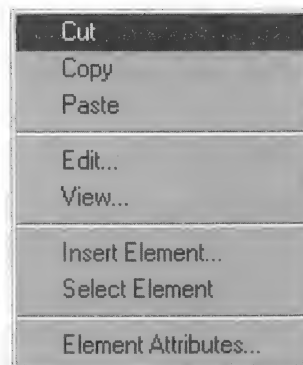 Cut
Copy
Paste
Edit...
View...
Insert Element...
Select Element
Element Attributes...